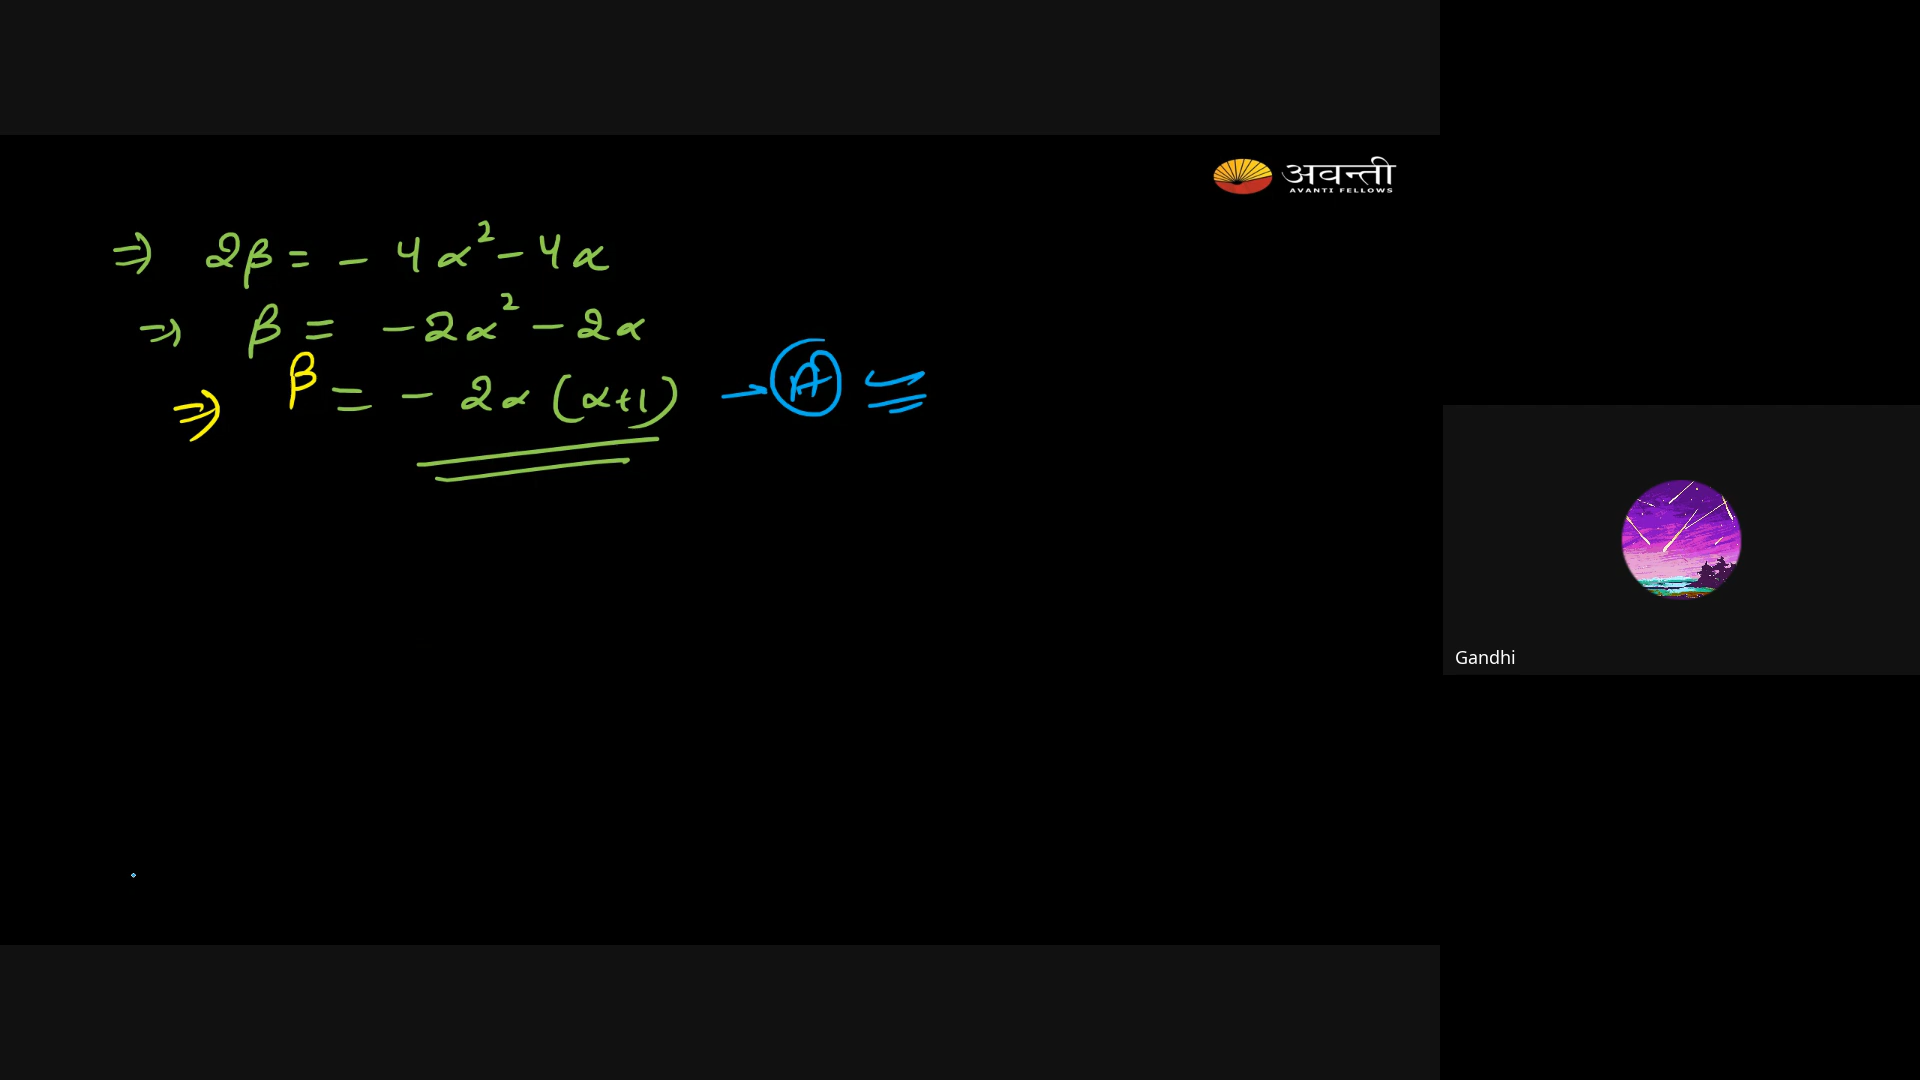 अवन्ती
AVANTI FELLOWS
⇒ 2β = - 4α² - 4α
⇒ β = -2α² - 2α
⇒ β = - 2α (α+1) → A
Gandhi